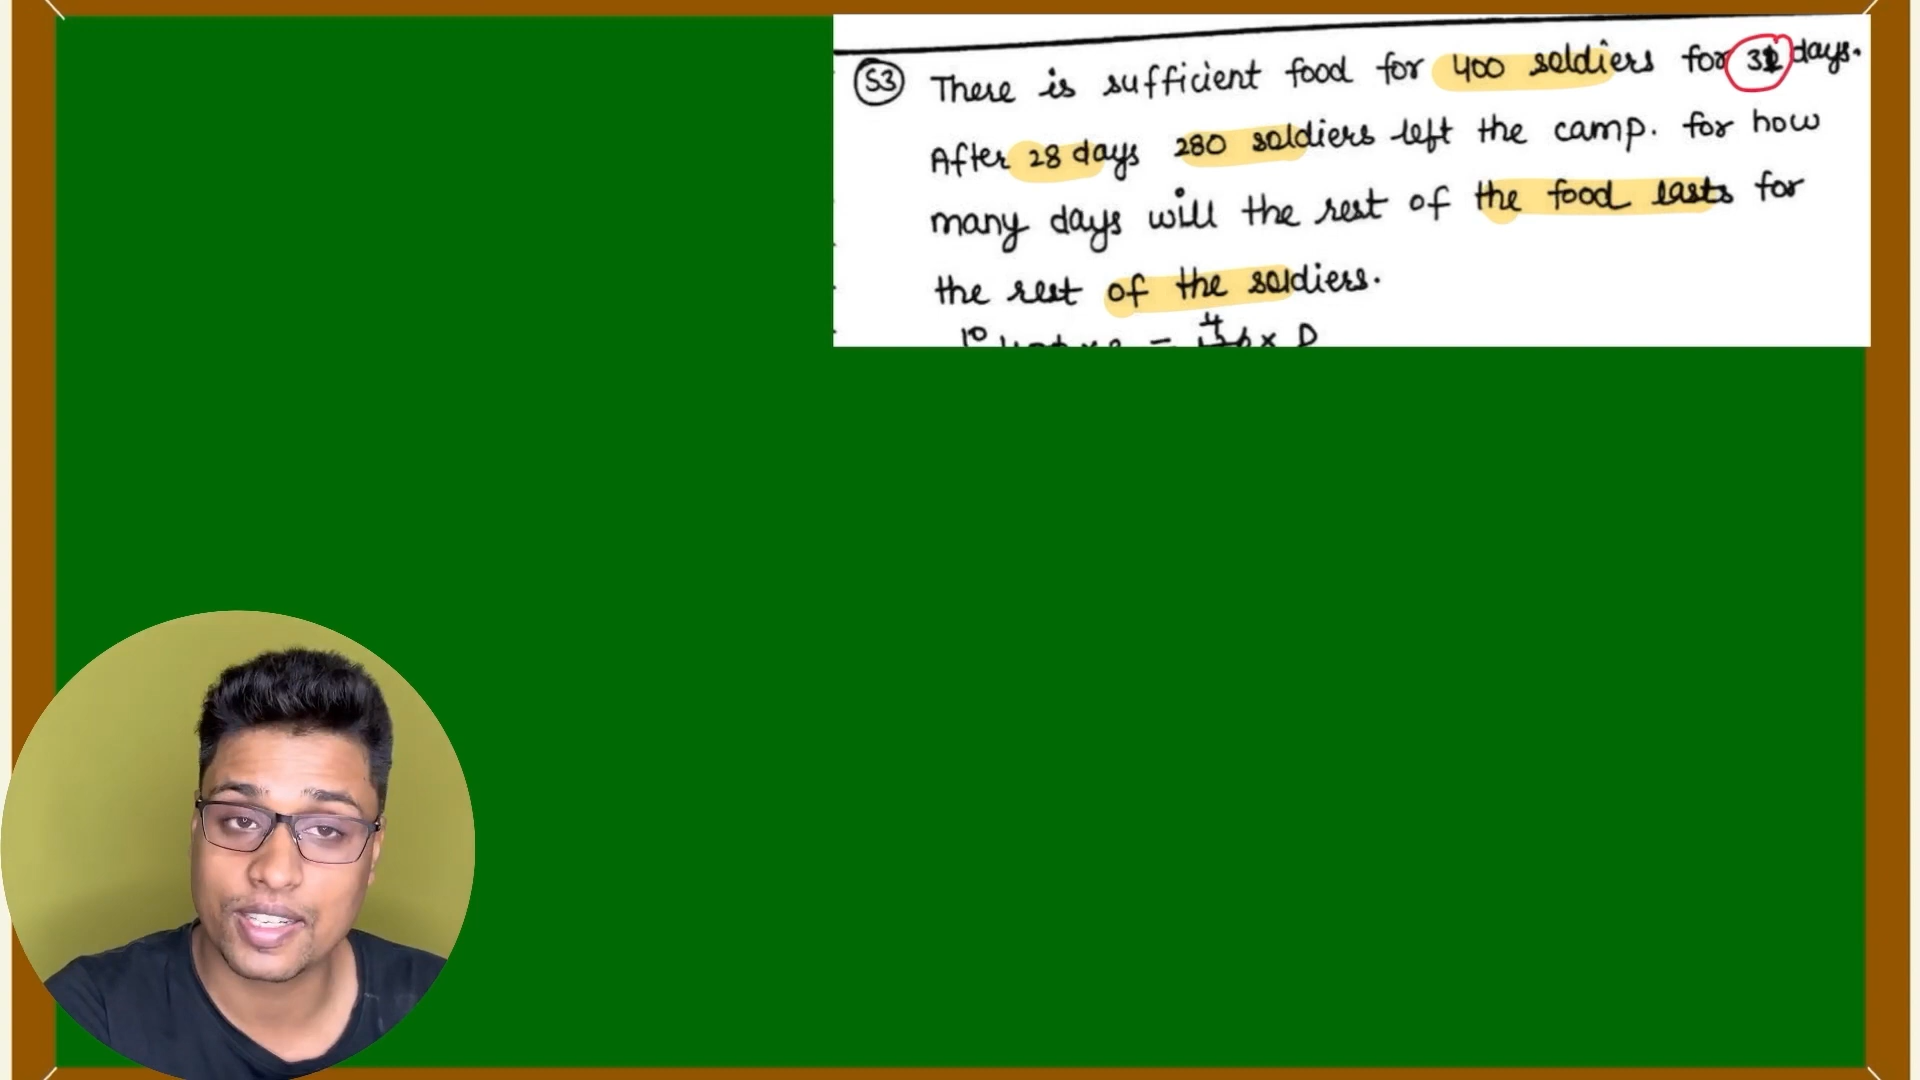 53 There is sufficient food for 400 soldiers for days.
After 28 days 280 soldiers left the camp. for how
many days will the rest of the food lasts for
the rest of the soldiers.